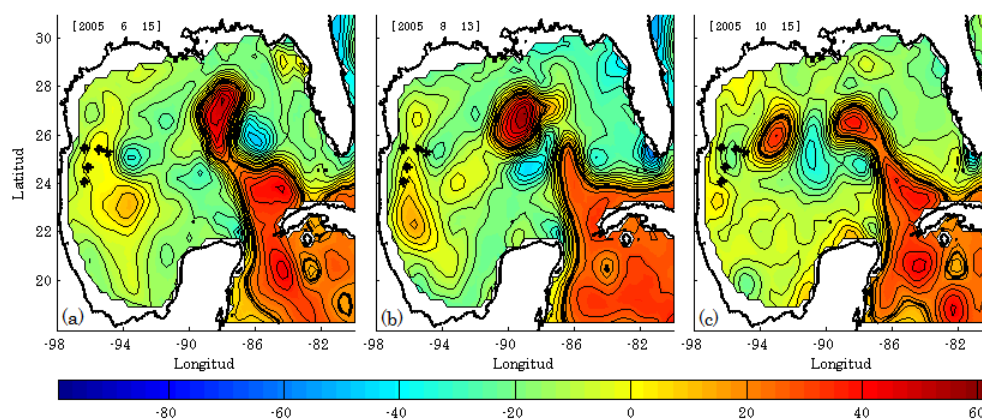 [2005 6 15]
[2005 8 13]
[2005 10 15]
Latitud
30
28
26
24
22
20
(a)
(b)
(c)
-98 -94 -90 -86 -82
-98 -94 -90 -86 -82
-98 -94 -90 -86 -82
Longitud
Longitud
Longitud
-80 -60 -40 -20 0 20 40 60